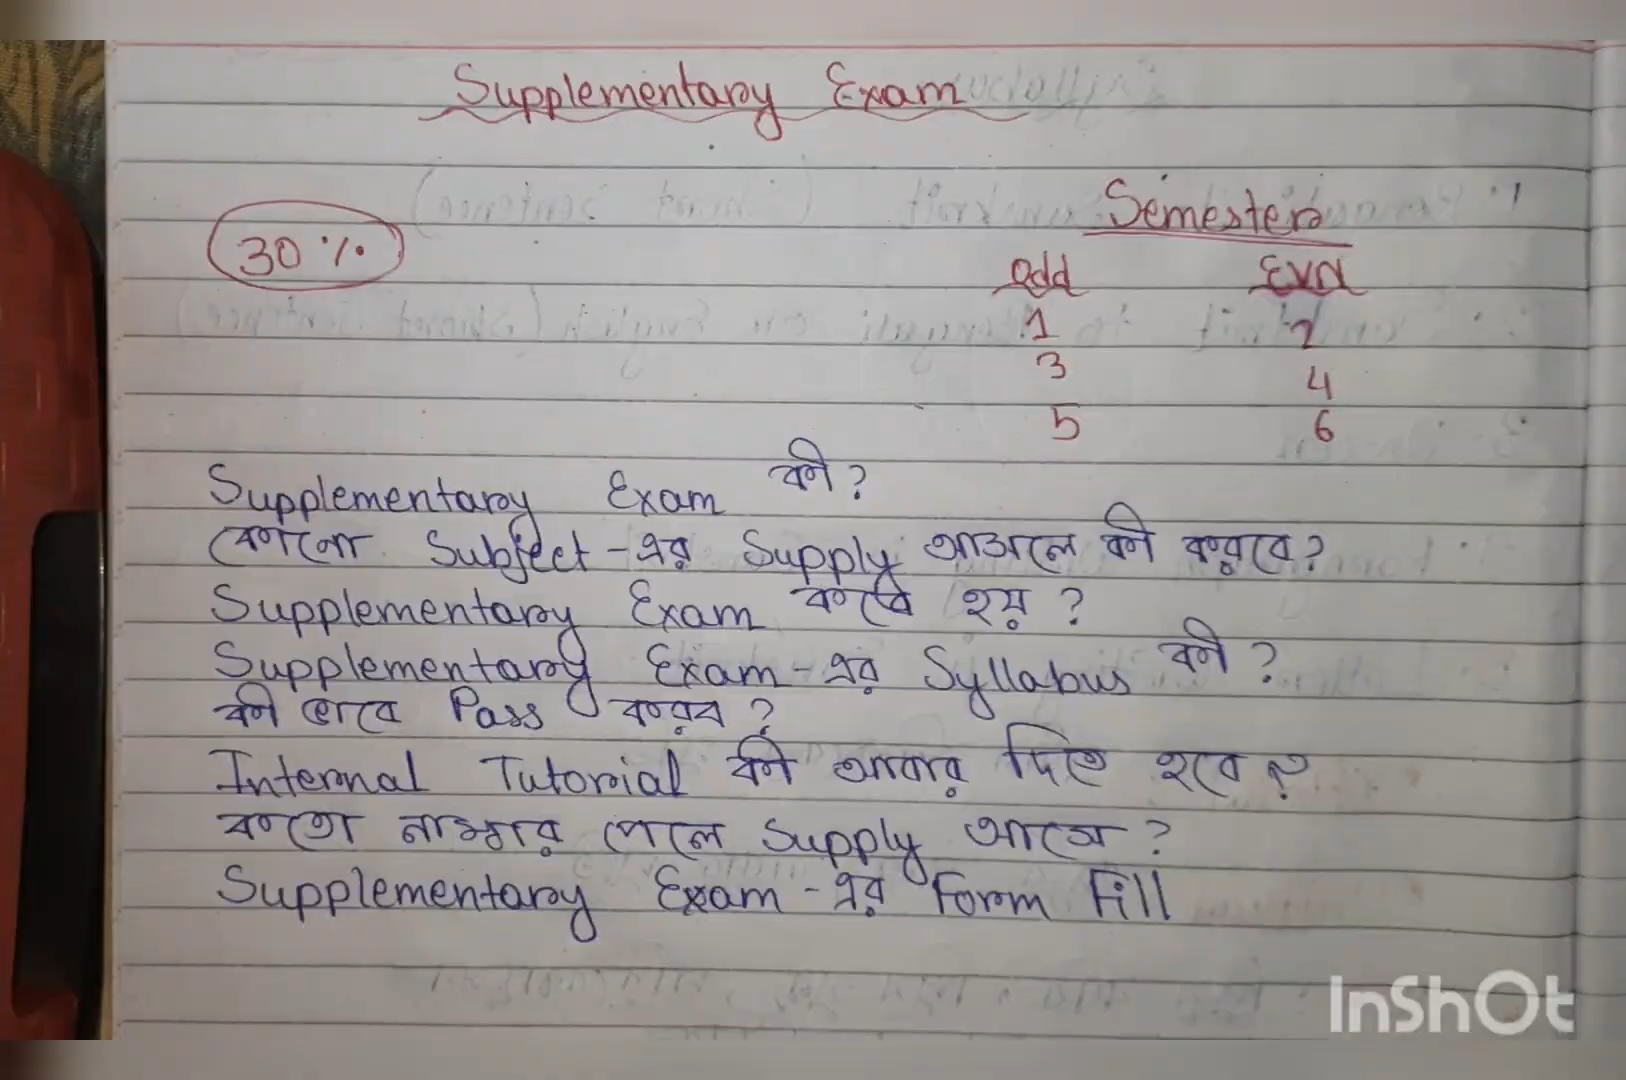 Supplementary Exam
30%
Semester
Odd Evn
1 2
3 4
5 6
Supplementary Exam কী?
কোনো Subject-এর Supply আসলে কী করবে?
Supplementary Exam কবে হয়?
Supplementary Exam-এর Syllabus কী?
কী ভাবে Pass করব?
Internal Tutorial কী আবার দিতে হবে?
কতো নাম্বার পেলে Supply আসে?
Supplementary Exam-এর Form Fill
InShOt